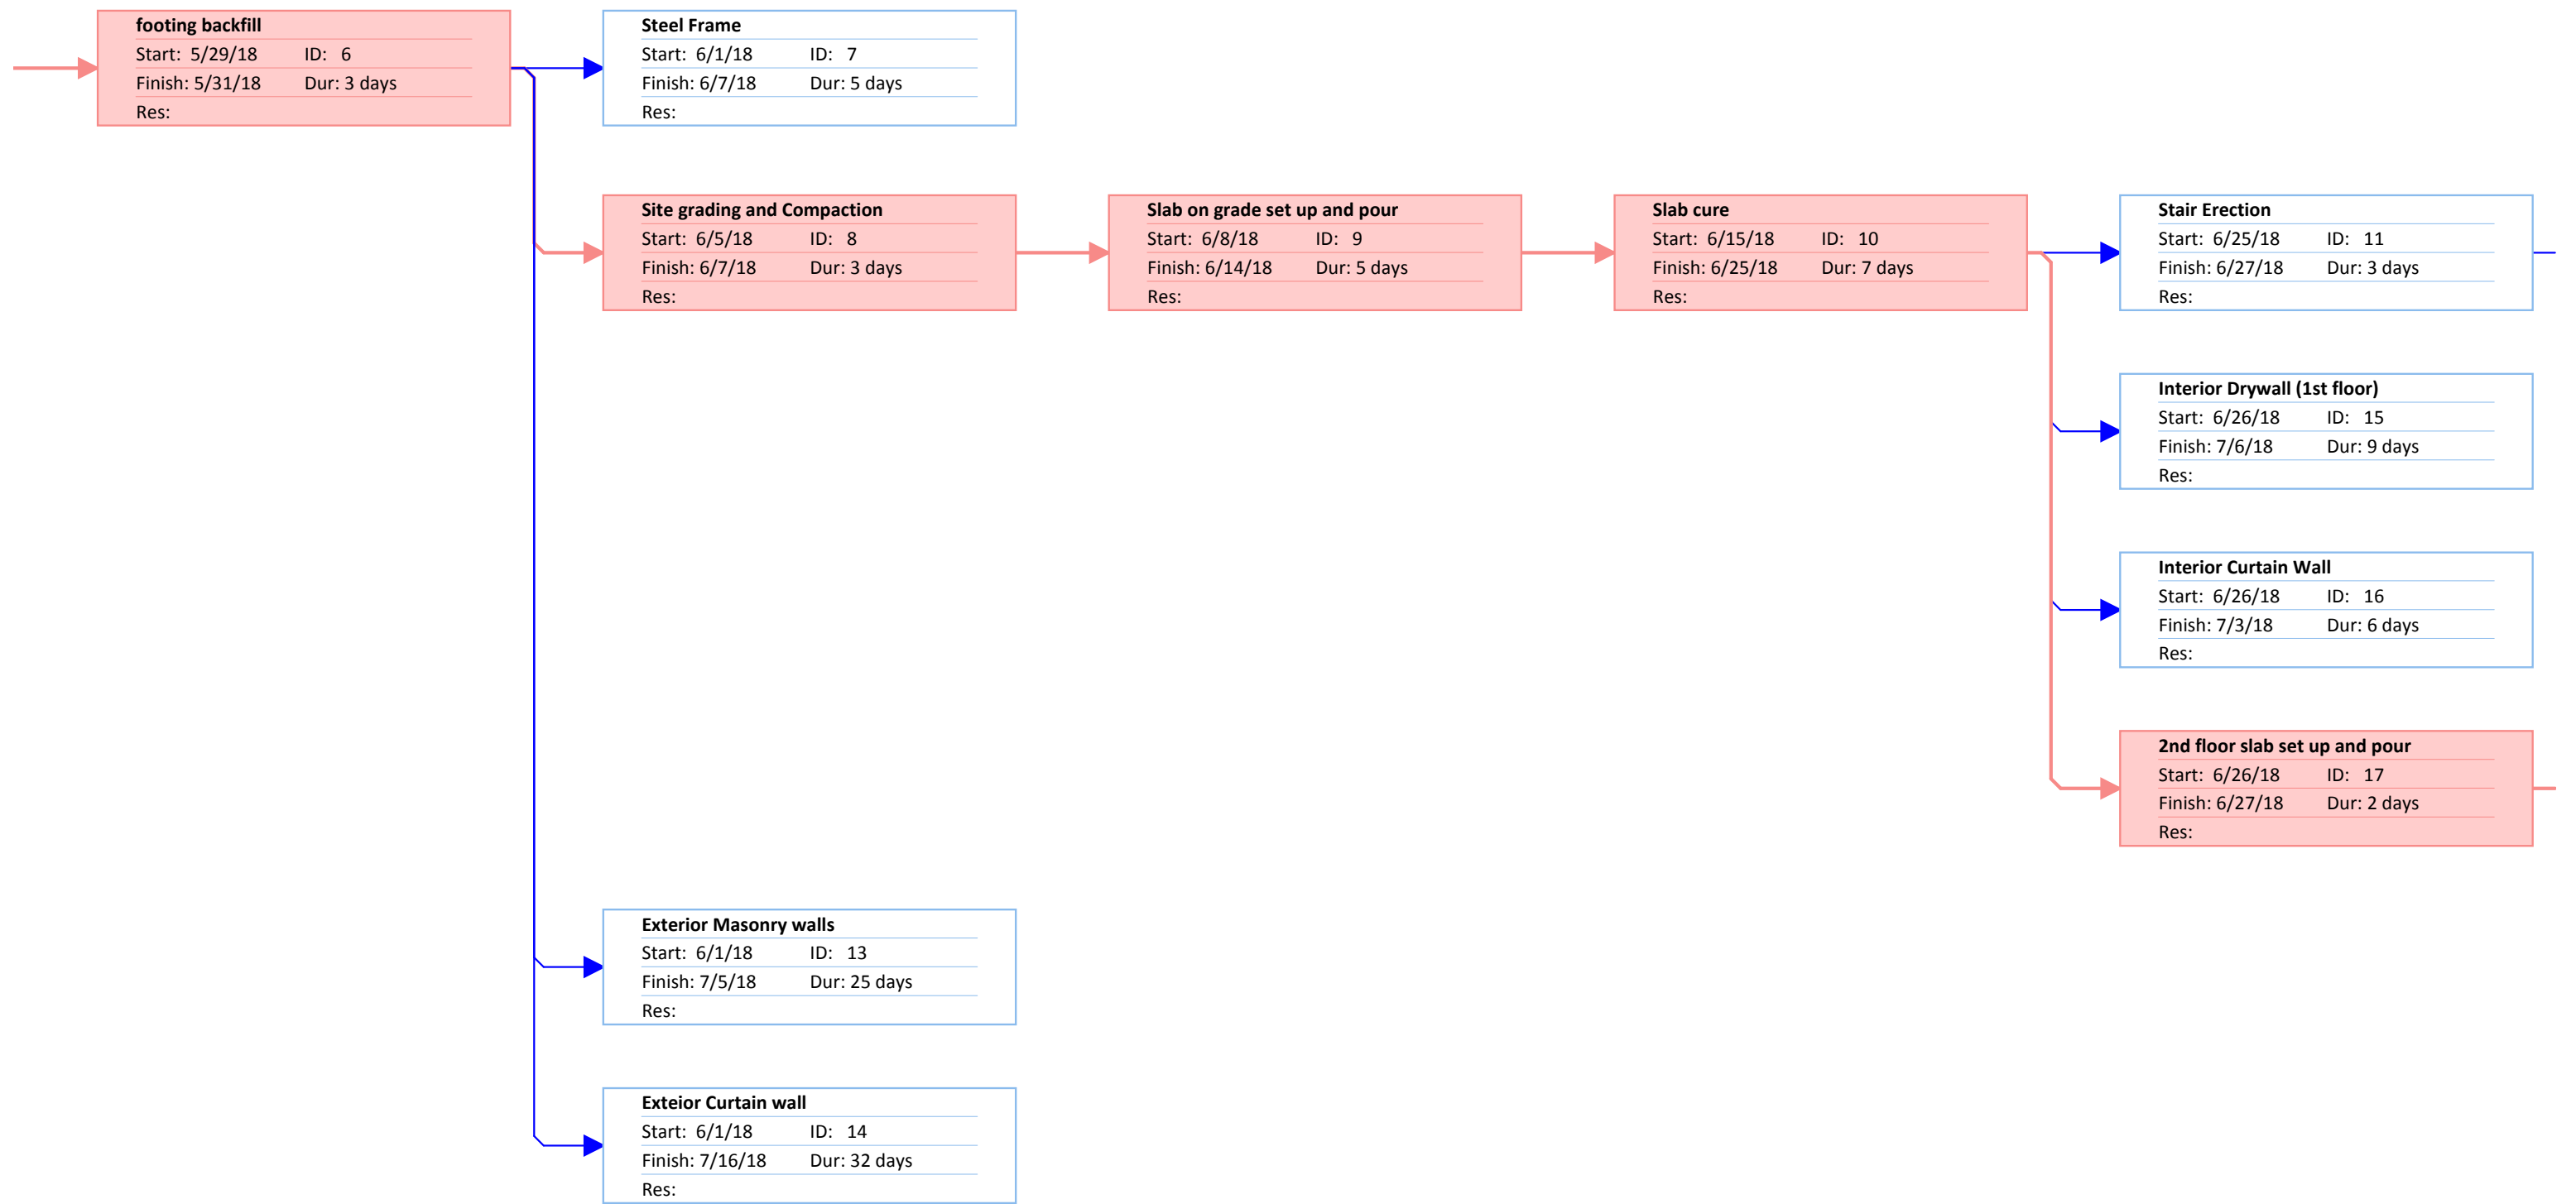 footing backfill
Start: 5/29/18 ID: 6
Finish: 5/31/18 Dur: 3 days
Res:
Steel Frame
Start: 6/1/18 ID: 7
Finish: 6/7/18 Dur: 5 days
Res:
Site grading and Compaction
Start: 6/5/18 ID: 8
Finish: 6/7/18 Dur: 3 days
Res:
Slab on grade set up and pour
Start: 6/8/18 ID: 9
Finish: 6/14/18 Dur: 5 days
Res:
Slab cure
Start: 6/15/18 ID: 10
Finish: 6/25/18 Dur: 7 days
Res:
Stair Erection
Start: 6/25/18 ID: 11
Finish: 6/27/18 Dur: 3 days
Res:
Interior Drywall (1st floor)
Start: 6/26/18 ID: 15
Finish: 7/6/18 Dur: 9 days
Res:
Interior Curtain Wall
Start: 6/26/18 ID: 16
Finish: 7/3/18 Dur: 6 days
Res:
2nd floor slab set up and pour
Start: 6/26/18 ID: 17
Finish: 6/27/18 Dur: 2 days
Res:
Exterior Masonry walls
Start: 6/1/18 ID: 13
Finish: 7/5/18 Dur: 25 days
Res:
Exteior Curtain wall
Start: 6/1/18 ID: 14
Finish: 7/16/18 Dur: 32 days
Res: